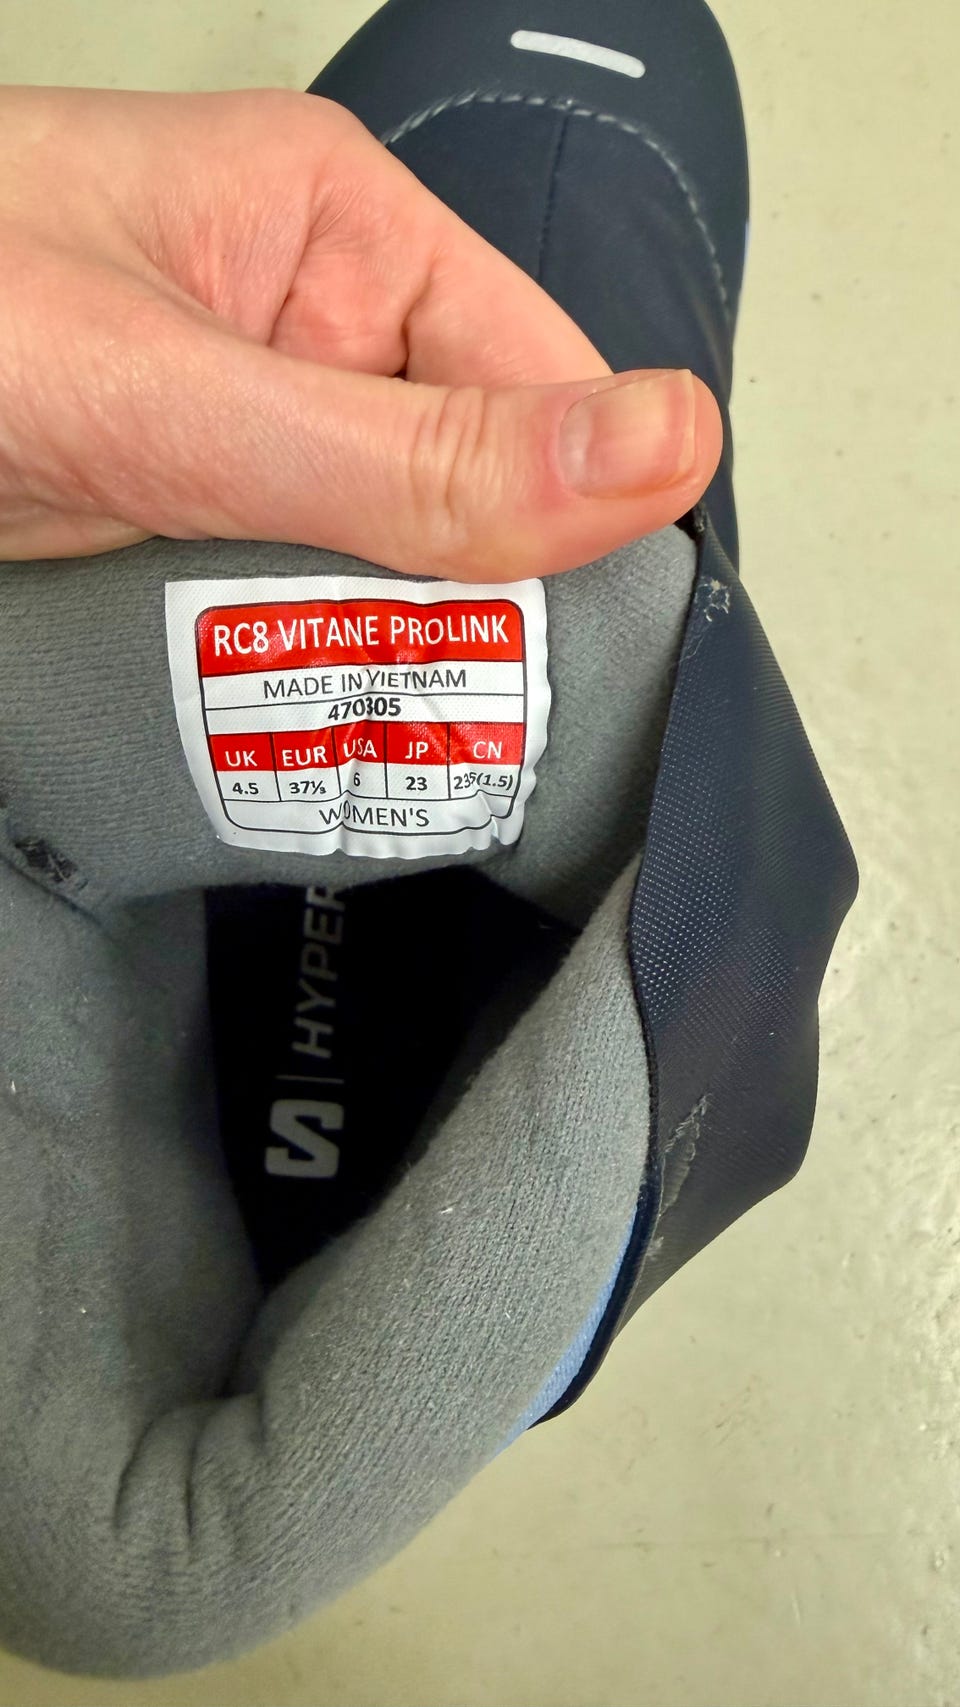 RC8 VITANE PROLINK
MADE IN VIETNAM
470305
UK EUR USA JP CN
4.5 37⅓ 6 23 235(1.5)
WOMEN'S
S | HYPER